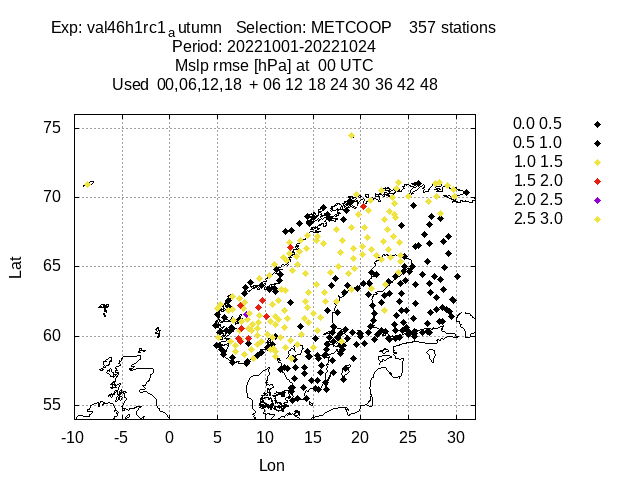 Exp: val46h1rc1autumn Selection: METCOOP 357 stations
Period: 20221001-20221024
Mslp rmse [hPa] at 00 UTC
Used 00,06,12,18 + 06 12 18 24 30 36 42 48
75
70
65
60
55
Lat
-10 -5 0 5 10 15 20 25 30
Lon
0.0 0.5
0.5 1.0
1.0 1.5
1.5 2.0
2.0 2.5
2.5 3.0